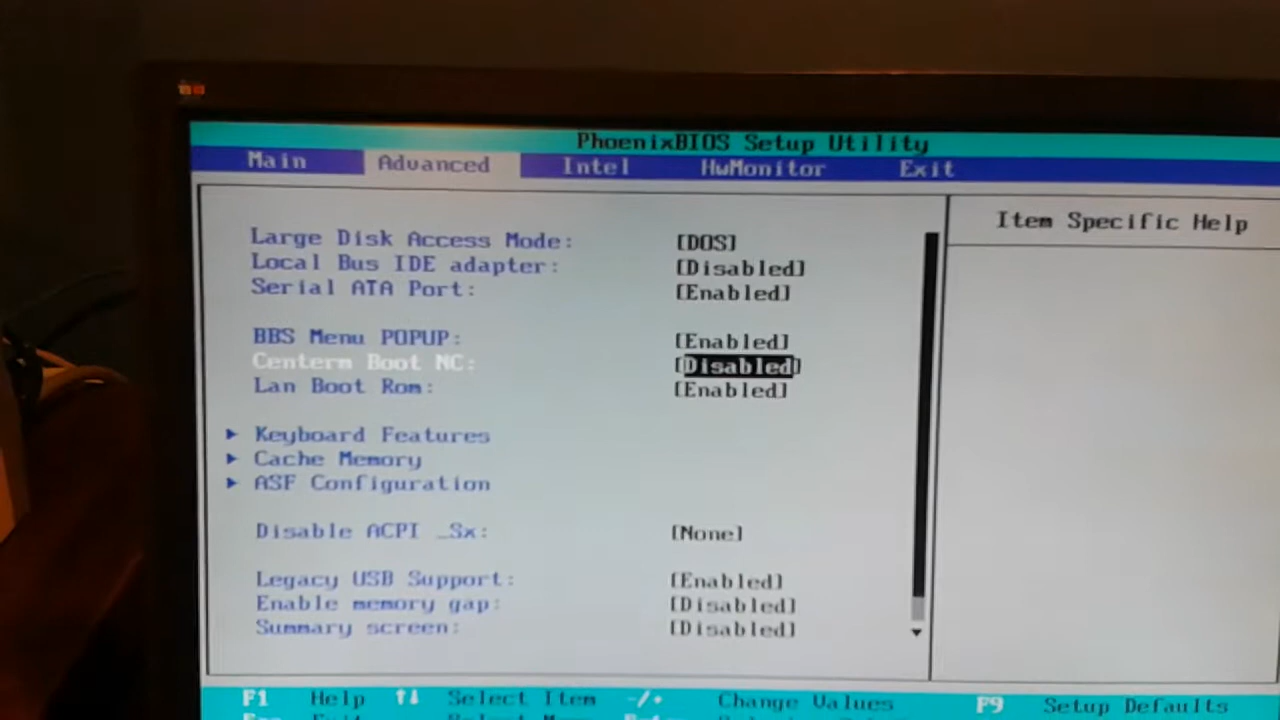 PhoenixBIOS Setup Utility
Main Advanced Intel HwMonitor Exit
Item Specific Help
Large Disk Access Mode: [DOS]
Local Bus IDE adapter: [Disabled]
Serial ATA Port: [Enabled]
BBS Menu POPUP: [Enabled]
Centerm Boot NC: [Disabled]
Lan Boot Rom: [Enabled]
Keyboard Features
Cache Memory
ASF Configuration
Disable ACPI _Sx: [None]
Legacy USB Support: [Enabled]
Enable memory gap: [Disabled]
Summary screen: [Disabled]
F1 Help ↑↓ Select Item -/+ Change Values F9 Setup Defaults